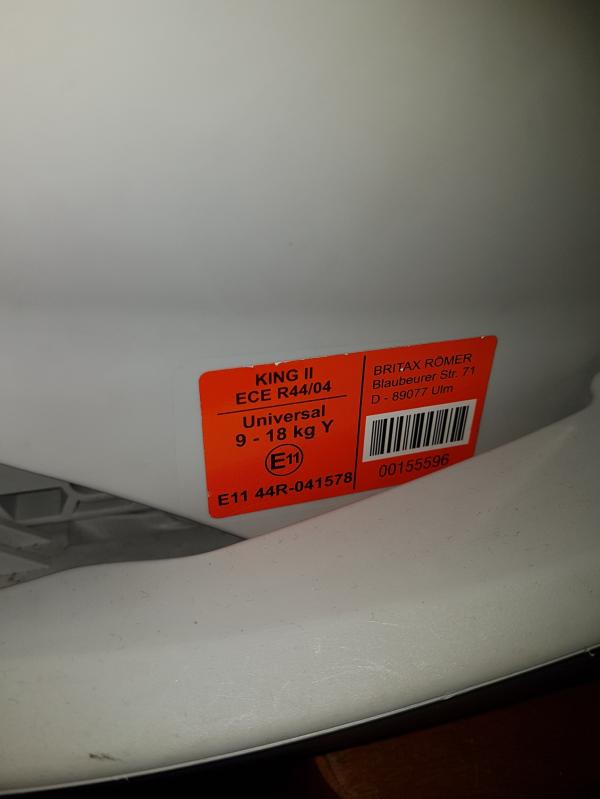 KING II
ECE R44/04
Universal
9 - 18 kg Y
E11
E11 44R-041578
BRITAX RÖMER
Blaubeurer Str. 71
D - 89077 Ulm
00155596